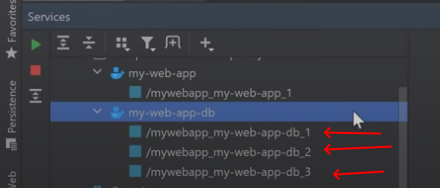 Favorites
Services
my-web-app
/mywebapp_my-web-app_1
my-web-app-db
Persistence
/mywebapp_my-web-app-db_1
/mywebapp_my-web-app-db_2
/mywebapp_my-web-app-db_3